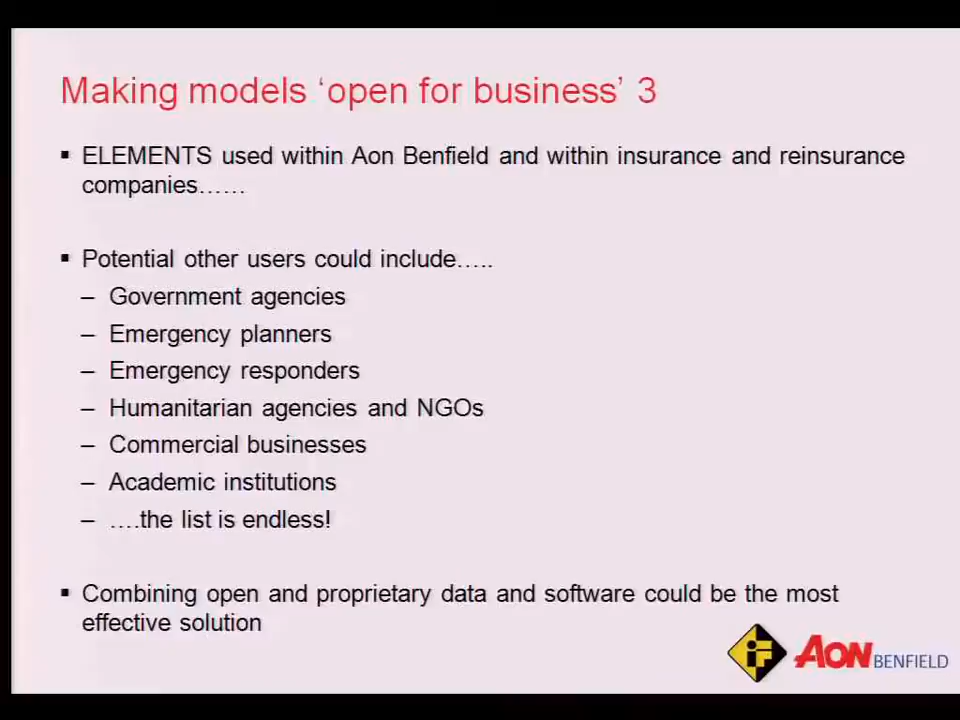 Making models ‘open for business’ 3
▪ ELEMENTS used within Aon Benfield and within insurance and reinsurance
companies……
▪ Potential other users could include…..
– Government agencies
– Emergency planners
– Emergency responders
– Humanitarian agencies and NGOs
– Commercial businesses
– Academic institutions
– ….the list is endless!
▪ Combining open and proprietary data and software could be the most
effective solution
iF AON BENFIELD